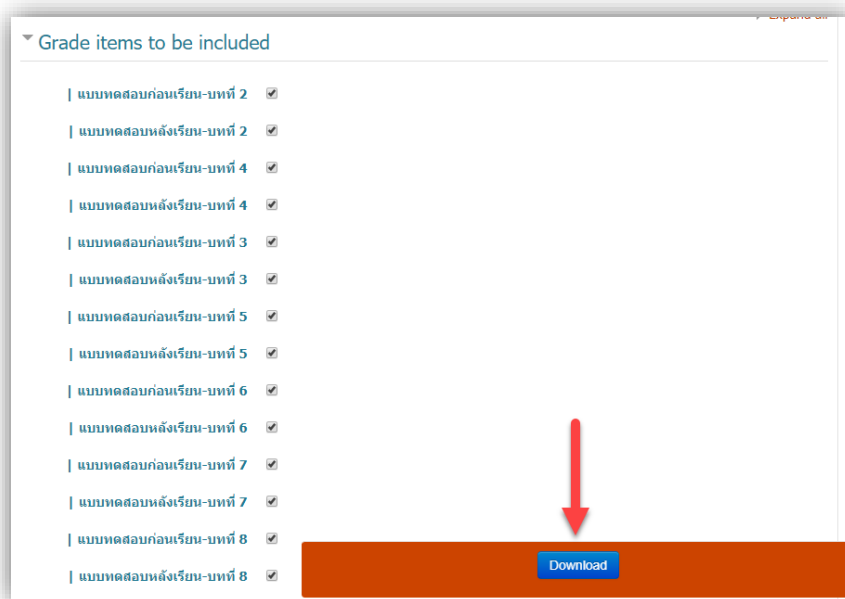 Expand all
Grade items to be included
| แบบทดสอบก่อนเรียน-บทที่ 2
| แบบทดสอบหลังเรียน-บทที่ 2
| แบบทดสอบก่อนเรียน-บทที่ 4
| แบบทดสอบหลังเรียน-บทที่ 4
| แบบทดสอบก่อนเรียน-บทที่ 3
| แบบทดสอบหลังเรียน-บทที่ 3
| แบบทดสอบก่อนเรียน-บทที่ 5
| แบบทดสอบหลังเรียน-บทที่ 5
| แบบทดสอบก่อนเรียน-บทที่ 6
| แบบทดสอบหลังเรียน-บทที่ 6
| แบบทดสอบก่อนเรียน-บทที่ 7
| แบบทดสอบหลังเรียน-บทที่ 7
| แบบทดสอบก่อนเรียน-บทที่ 8
Download
| แบบทดสอบหลังเรียน-บทที่ 8